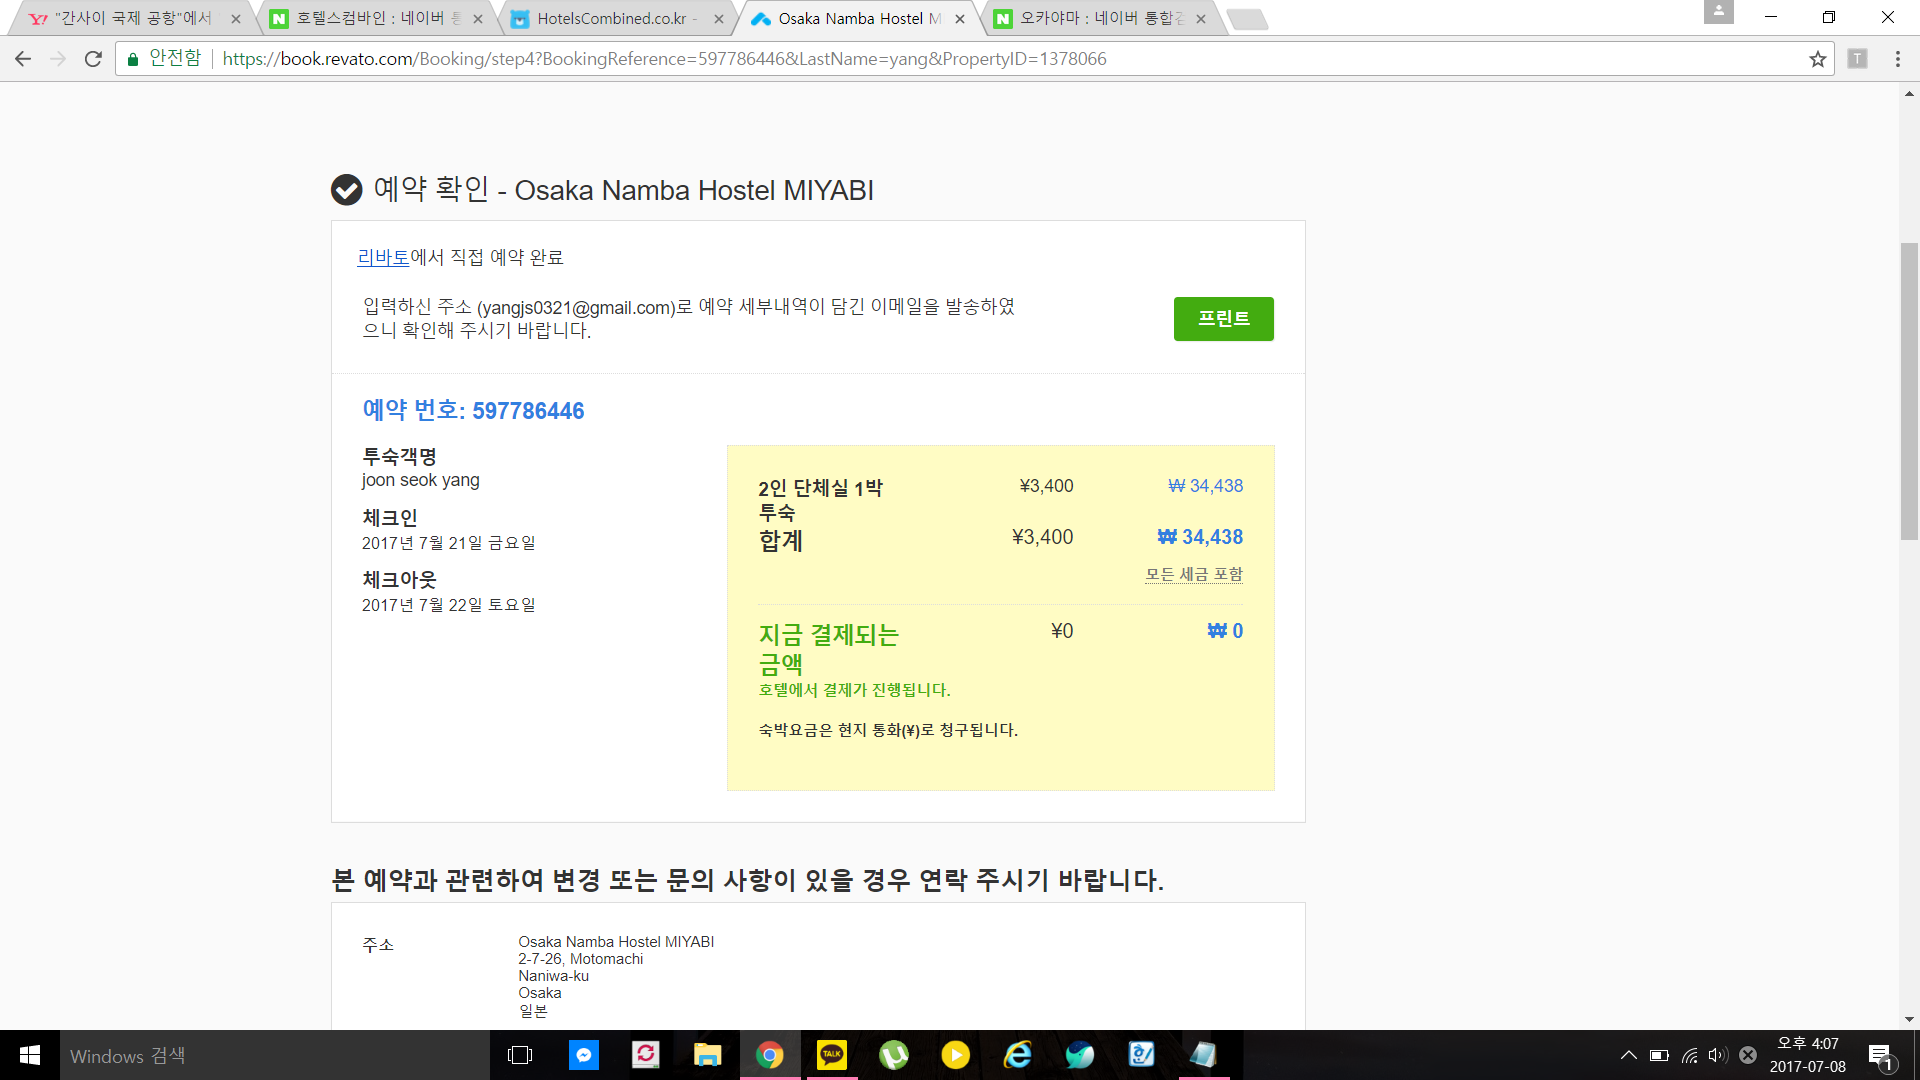 "간사이 국제 공항"에서
호텔스컴바인 : 네이버 통
HotelsCombined.co.kr -
Osaka Namba Hostel M
오카야마 : 네이버 통합검
안전함
https://book.revato.com/Booking/step4?BookingReference=597786446&LastName=yang&PropertyID=1378066
예약 확인 - Osaka Namba Hostel MIYABI
리바토에서 직접 예약 완료
입력하신 주소 (yangjs0321@gmail.com)로 예약 세부내역이 담긴 이메일을 발송하였
으니 확인해 주시기 바랍니다.
프린트
예약 번호: 597786446
투숙객명
joon seok yang
체크인
2017년 7월 21일 금요일
체크아웃
2017년 7월 22일 토요일
2인 단체실 1박 ¥3,400 ₩ 34,438
투숙
합계 ¥3,400 ₩ 34,438
모든 세금 포함
지금 결제되는 ¥0 ₩ 0
금액
호텔에서 결제가 진행됩니다.
숙박요금은 현지 통화(¥)로 청구됩니다.
본 예약과 관련하여 변경 또는 문의 사항이 있을 경우 연락 주시기 바랍니다.
주소 Osaka Namba Hostel MIYABI
2-7-26, Motomachi
Naniwa-ku
Osaka
일본
Windows 검색
TALK
오후 4:07
2017-07-08
1